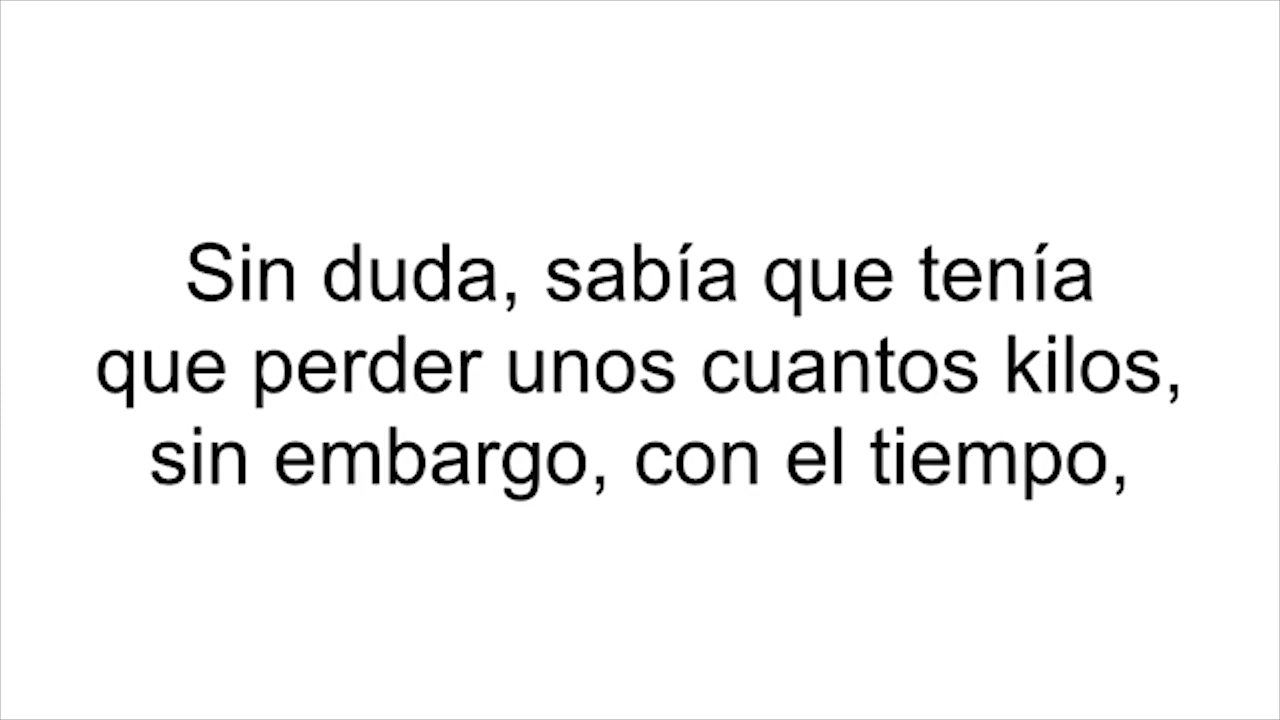 Sin duda, sabía que tenía
que perder unos cuantos kilos,
sin embargo, con el tiempo,